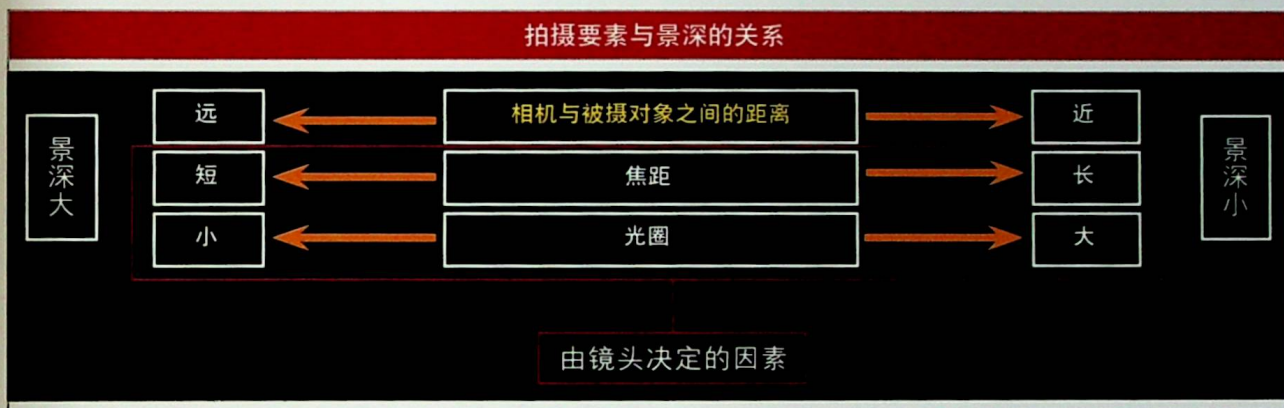 拍摄要素与景深的关系
景深大
远
相机与被摄对象之间的距离
近
景深小
短
焦距
长
小
光圈
大
由镜头决定的因素